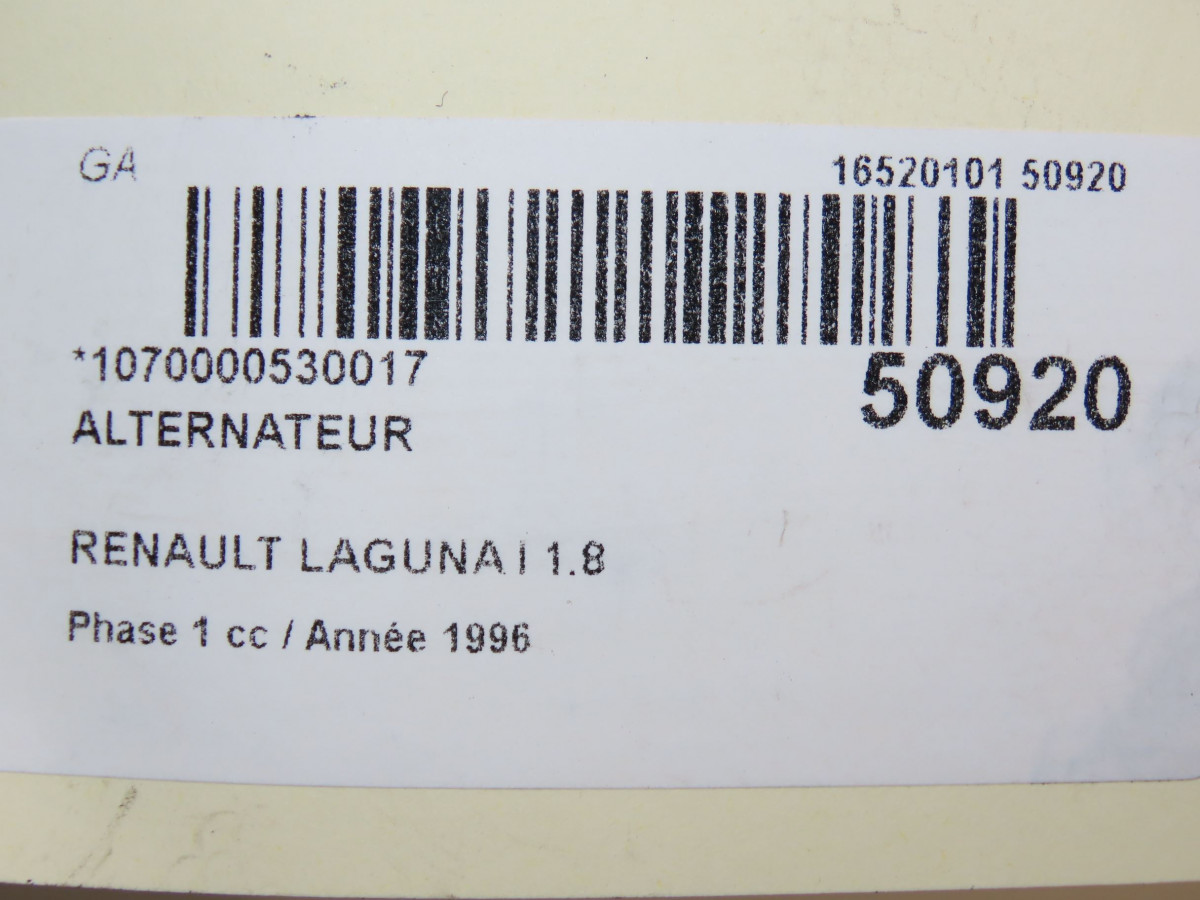 GA
16520101 50920
*1070000530017
50920
ALTERNATEUR
RENAULT LAGUNA I 1.8
Phase 1 cc / Année 1996